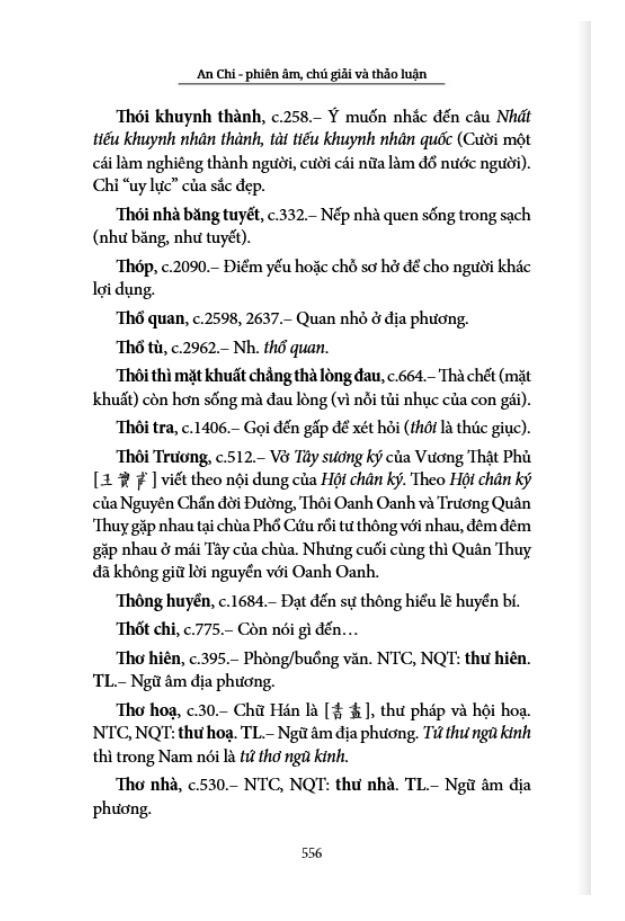 An Chi - phiên âm, chú giải và thảo luận
Thói khuynh thành, c.258.– Ý muốn nhắc đến câu Nhất
tiếu khuynh nhân thành, tài tiếu khuynh nhân quốc (Cười một
cái làm nghiêng thành người, cười cái nữa làm đổ nước người).
Chỉ “uy lực” của sắc đẹp.
Thói nhà băng tuyết, c.332.– Nếp nhà quen sống trong sạch
(như băng, như tuyết).
Thóp, c.2090.– Điểm yếu hoặc chỗ sơ hở để cho người khác
lợi dụng.
Thổ quan, c.2598, 2637.– Quan nhỏ ở địa phương.
Thổ tù, c.2962.– Nh. thổ quan.
Thôi thì mặt khuất chẳng thà lòng đau, c.664.– Thà chết (mặt
khuất) còn hơn sống mà đau lòng (vì nỗi tủi nhục của con gái).
Thôi tra, c.1406.– Gọi đến gấp để xét hỏi (thôi là thúc giục).
Thôi Trương, c.512.– Vở Tây sương ký của Vương Thật Phủ
[王實甫] viết theo nội dung của Hội chân ký. Theo Hội chân ký
của Nguyên Chẩn đời Đường, Thôi Oanh Oanh và Trương Quân
Thuỵ gặp nhau tại chùa Phổ Cứu rồi tư thông với nhau, đêm đêm
gặp nhau ở mái Tây của chùa. Nhưng cuối cùng thì Quân Thuỵ
đã không giữ lời nguyền với Oanh Oanh.
Thông huyền, c.1684.– Đạt đến sự thông hiểu lẽ huyền bí.
Thốt chi, c.775.– Còn nói gì đến…
Thơ hiên, c.395.– Phòng/buồng văn. NTC, NQT: thư hiên.
TL.– Ngữ âm địa phương.
Thơ hoạ, c.30.– Chữ Hán là [書畫], thư pháp và hội hoạ.
NTC, NQT: thư hoạ. TL.– Ngữ âm địa phương. Tứ thư ngũ kinh
thì trong Nam nói là tứ thơ ngũ kinh.
Thơ nhà, c.530.– NTC, NQT: thư nhà. TL.– Ngữ âm địa
phương.
556